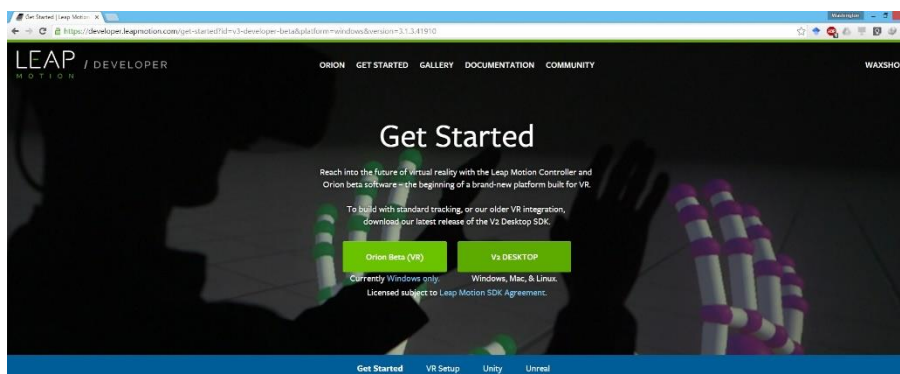 Get Started | Leap Motion
Washington
https://developer.leapmotion.com/get-started?id=v3-developer-beta&platform=windows&version=3.1.3.41910
LEAP MOTION / DEVELOPER
ORION GET STARTED GALLERY DOCUMENTATION COMMUNITY
WAXSHO
Get Started
Reach into the future of virtual reality with the Leap Motion Controller and
Orion beta software – the beginning of a brand-new platform built for VR.
To build with standard tracking, or our older VR integration,
download our latest release of the V2 Desktop SDK.
Orion Beta (VR) V2 DESKTOP
Currently Windows only. Windows, Mac, & Linux.
Licensed subject to Leap Motion SDK Agreement.
Get Started VR Setup Unity Unreal